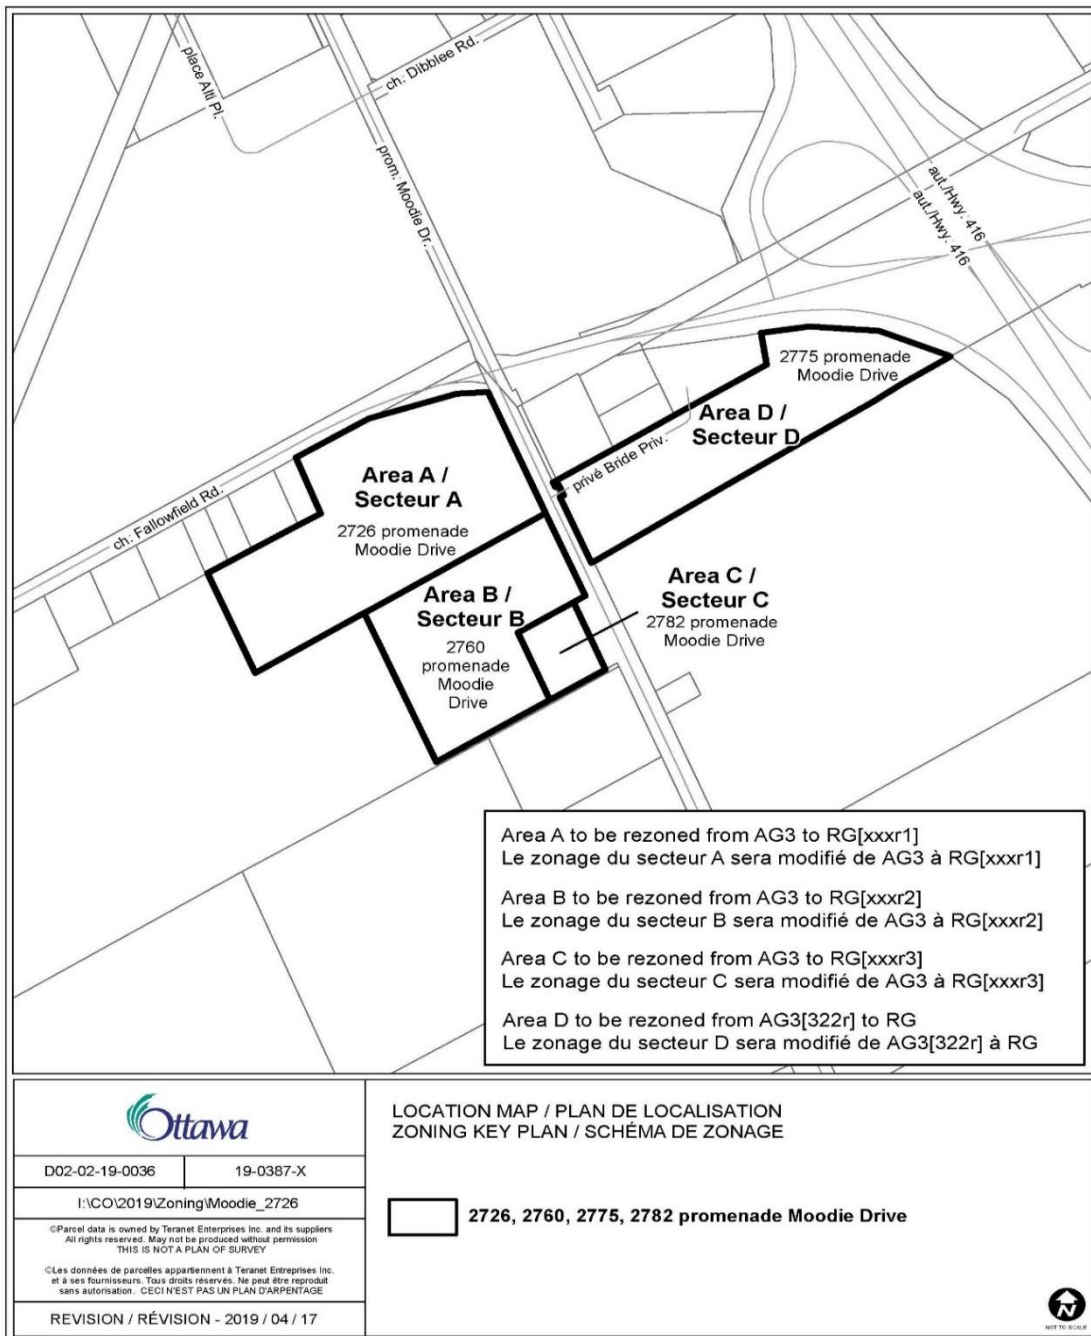 place Alti Pl.
ch. Dibblee Rd.
prom. Moodie Dr.
aut./Hwy. 416
aut./Hwy. 416
2775 promenade
Moodie Drive
Area D /
Secteur D
privé Bride Priv.
Area A /
Secteur A
2726 promenade
Moodie Drive
ch. Fallowfield Rd.
Area B /
Secteur B
2760
promenade
Moodie
Drive
Area C /
Secteur C
2782 promenade
Moodie Drive
Area A to be rezoned from AG3 to RG[xxxr1]
Le zonage du secteur A sera modifié de AG3 à RG[xxxr1]
Area B to be rezoned from AG3 to RG[xxxr2]
Le zonage du secteur B sera modifié de AG3 à RG[xxxr2]
Area C to be rezoned from AG3 to RG[xxxr3]
Le zonage du secteur C sera modifié de AG3 à RG[xxxr3]
Area D to be rezoned from AG3[322r] to RG
Le zonage du secteur D sera modifié de AG3[322r] à RG
Ottawa
D02-02-19-0036
19-0387-X
I:\CO\2019\Zoning\Moodie_2726
©Parcel data is owned by Teranet Enterprises Inc. and its suppliers
All rights reserved. May not be produced without permission
THIS IS NOT A PLAN OF SURVEY
©Les données de parcelles appartiennent à Teranet Entreprises Inc.
et à ses fournisseurs. Tous droits réservés. Ne peut être reproduit
sans autorisation. CECI N'EST PAS UN PLAN D'ARPENTAGE
REVISION / RÉVISION - 2019 / 04 / 17
LOCATION MAP / PLAN DE LOCALISATION
ZONING KEY PLAN / SCHÉMA DE ZONAGE
2726, 2760, 2775, 2782 promenade Moodie Drive
N
NOT TO SCALE